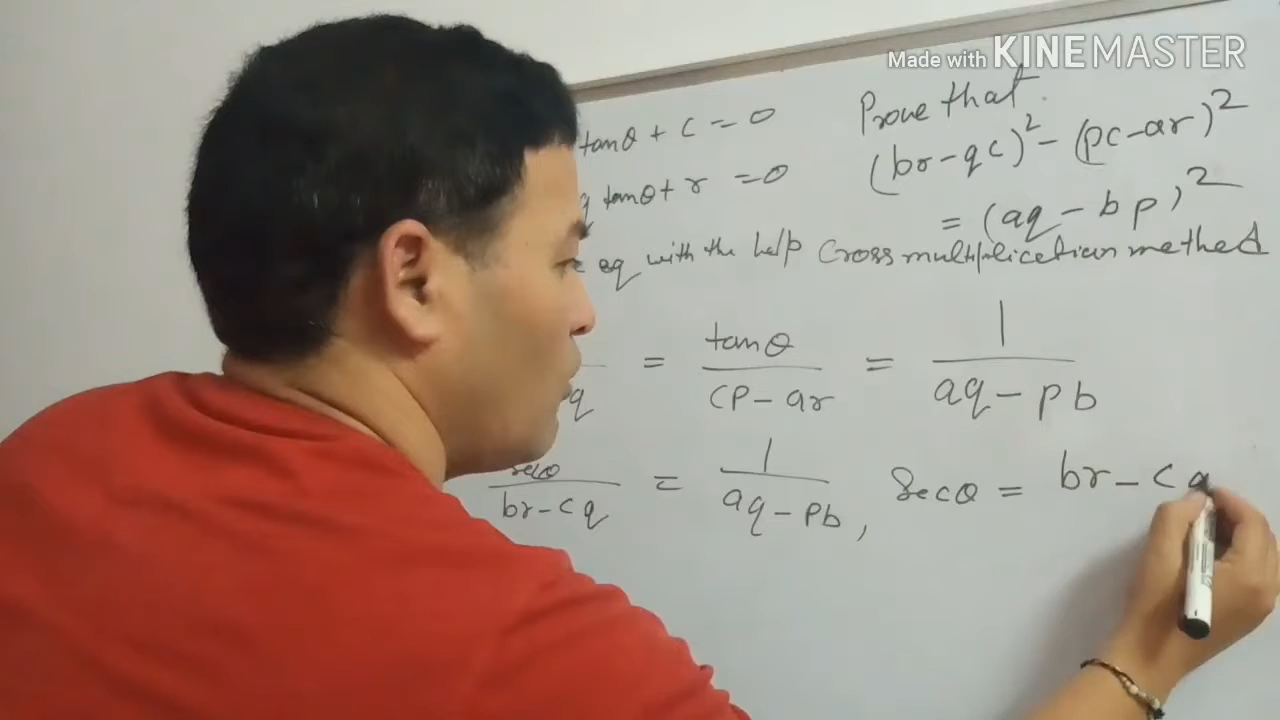 Made with KINEMASTER
tanθ + c = 0
q tanθ + r = 0
Prove that
(br-qc)² - (pc-ar)²
= (aq - bp)²
eq with the help Cross multiplication method
q = tanθ / cp - ar = 1 / aq - pb
secθ / br-cq = 1 / aq - pb , Secθ = br - cq